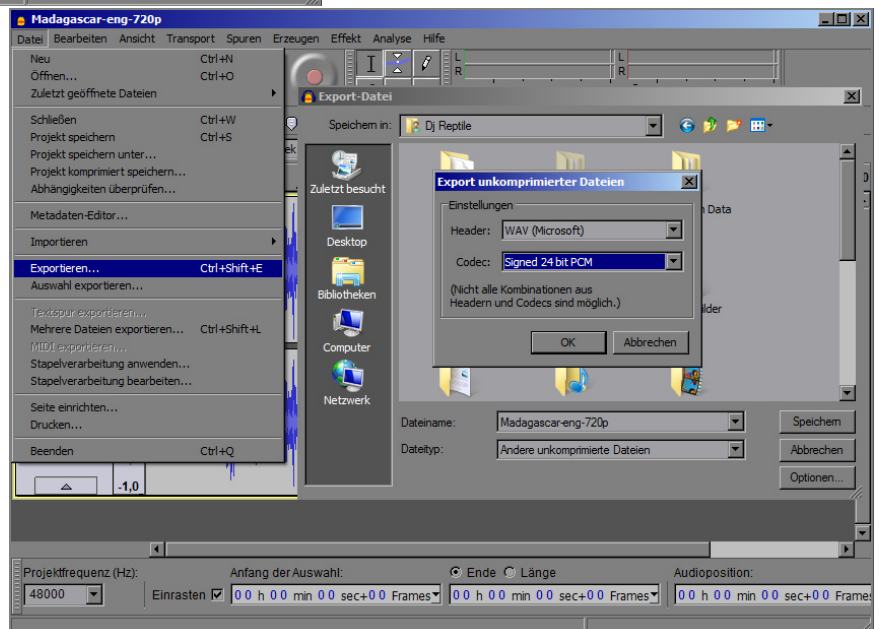 Madagascar-eng-720p
Datei Bearbeiten Ansicht Transport Spuren Erzeugen Effekt Analyse Hilfe
Neu Ctrl+N
Öffnen... Ctrl+O
Zuletzt geöffnete Dateien
Schließen Ctrl+W
Projekt speichern Ctrl+S
Projekt speichern unter...
Projekt komprimiert speichern...
Abhängigkeiten überprüfen...
Metadaten-Editor...
Importieren
Exportieren... Ctrl+Shift+E
Auswahl exportieren...
Textspur exportieren...
Mehrere Dateien exportieren... Ctrl+Shift+L
MIDI exportieren...
Stapelverarbeitung anwenden...
Stapelverarbeitung bearbeiten...
Seite einrichten...
Drucken...
Beenden Ctrl+Q
-1,0
L
R
L
R
Export-Datei
Speichern in: Dj Reptile
Zuletzt besucht
Desktop
Bibliotheken
Computer
Netzwerk
Data
Export unkomprimierter Dateien
Einstellungen
Header: WAV (Microsoft)
Codec: Signed 24 bit PCM
(Nicht alle Kombinationen aus
Headern und Codecs sind möglich.)
OK Abbrechen
Dateiname: Madagascar-eng-720p Speichern
Dateityp: Andere unkomprimierte Dateien Abbrechen
Optionen...
Projektfrequenz (Hz): Anfang der Auswahl: Ende Länge Audioposition:
48000 Einrasten 00 h 00 min 00 sec+00 Frames 00 h 00 min 00 sec+00 Frames 00 h 00 min 00 sec+00 Frames